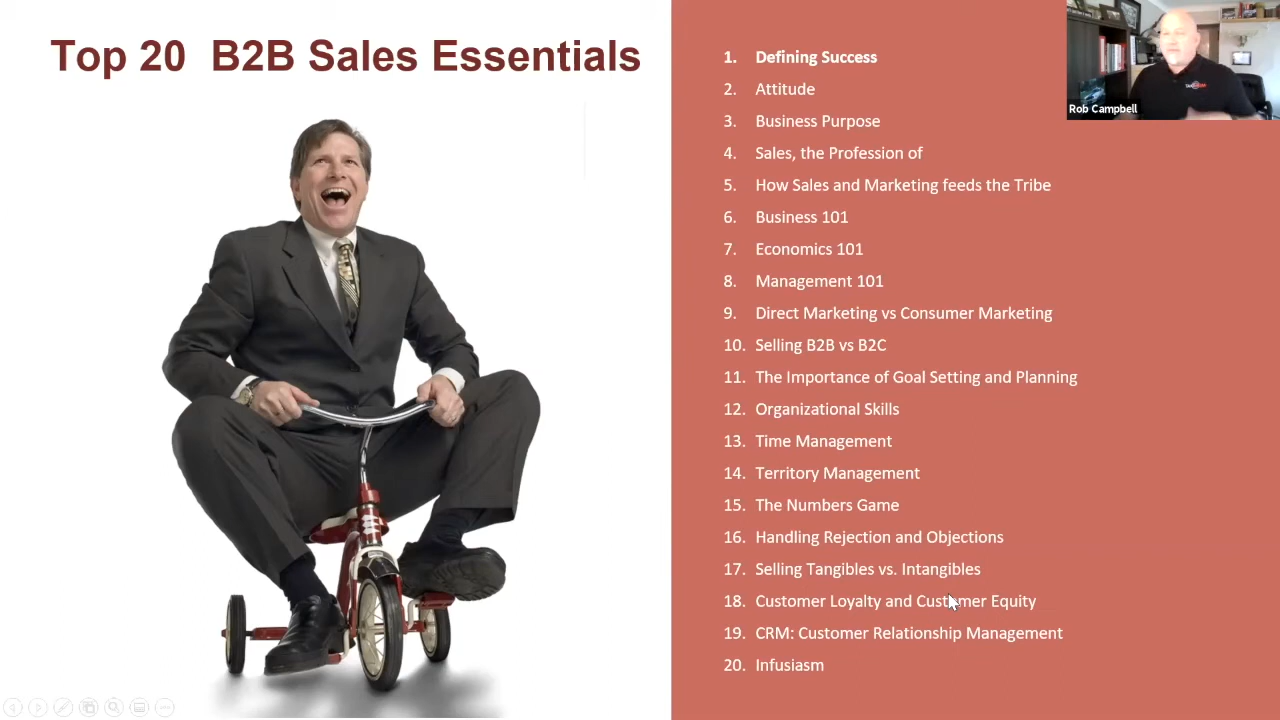 Top 20 B2B Sales Essentials
1. Defining Success
2. Attitude
3. Business Purpose
4. Sales, the Profession of
5. How Sales and Marketing feeds the Tribe
6. Business 101
7. Economics 101
8. Management 101
9. Direct Marketing vs Consumer Marketing
10. Selling B2B vs B2C
11. The Importance of Goal Setting and Planning
12. Organizational Skills
13. Time Management
14. Territory Management
15. The Numbers Game
16. Handling Rejection and Objections
17. Selling Tangibles vs. Intangibles
18. Customer Loyalty and Customer Equity
19. CRM: Customer Relationship Management
20. Infusiasm
Rob Campbell